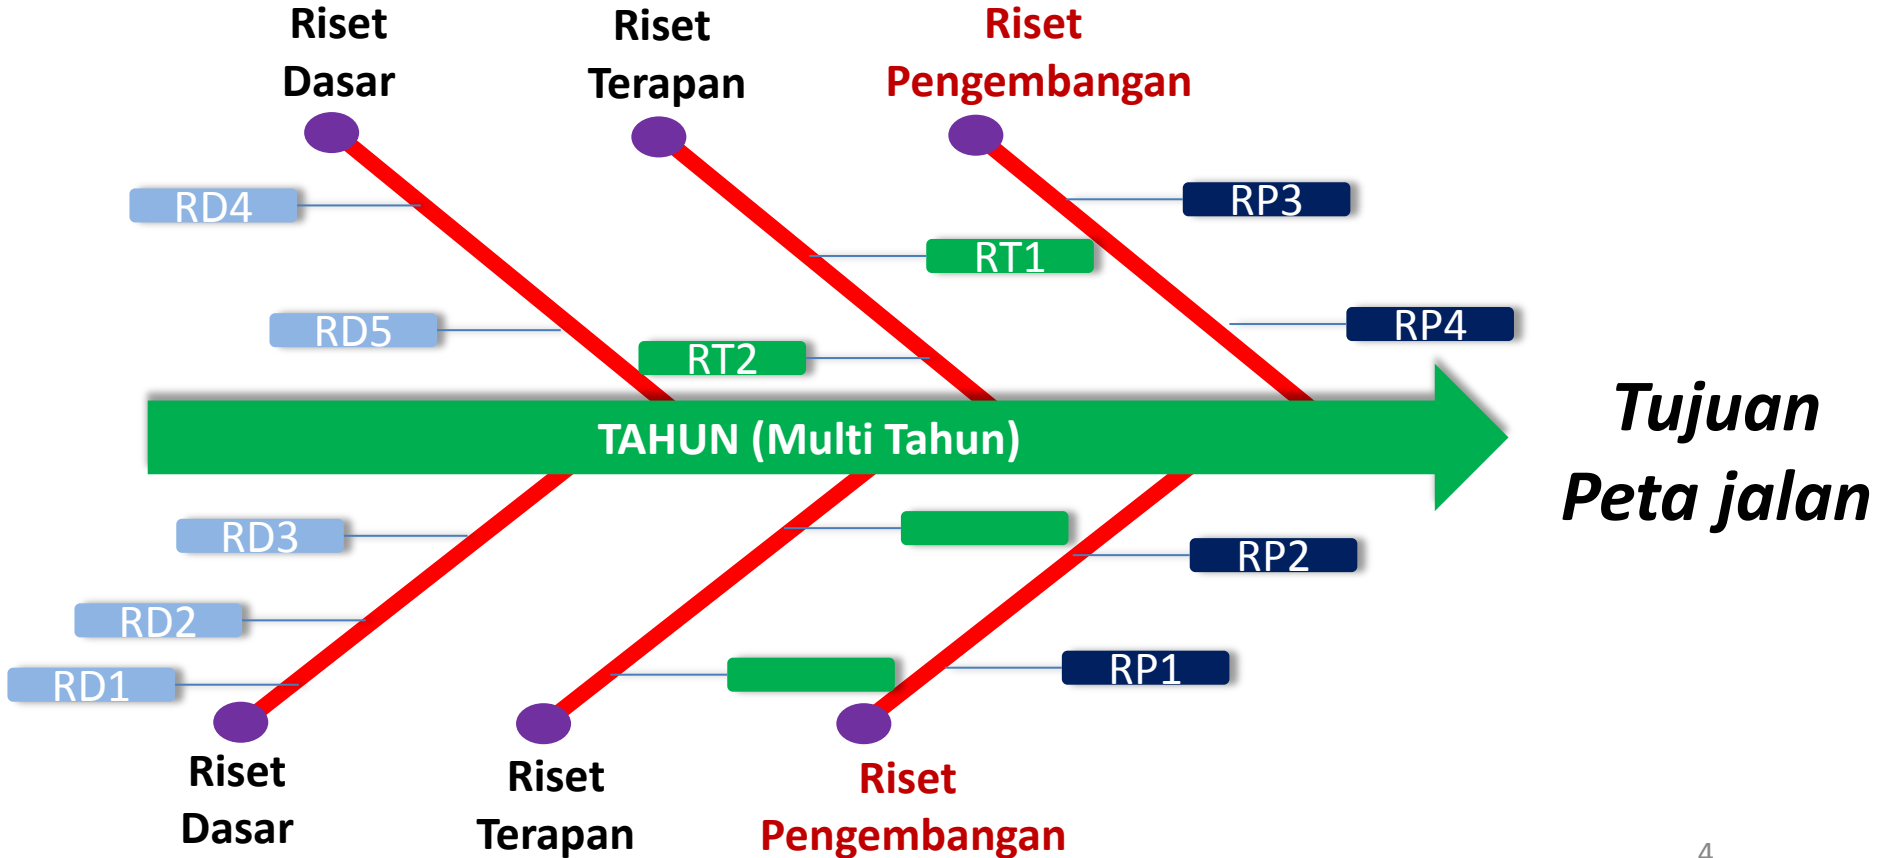 Riset
Dasar
Riset
Terapan
Riset
Pengembangan
RD4
RP3
RT1
RD5
RP4
RT2
TAHUN (Multi Tahun)
Tujuan
Peta jalan
RD3
RP2
RD2
RP1
RD1
Riset
Dasar
Riset
Terapan
Riset
Pengembangan
4